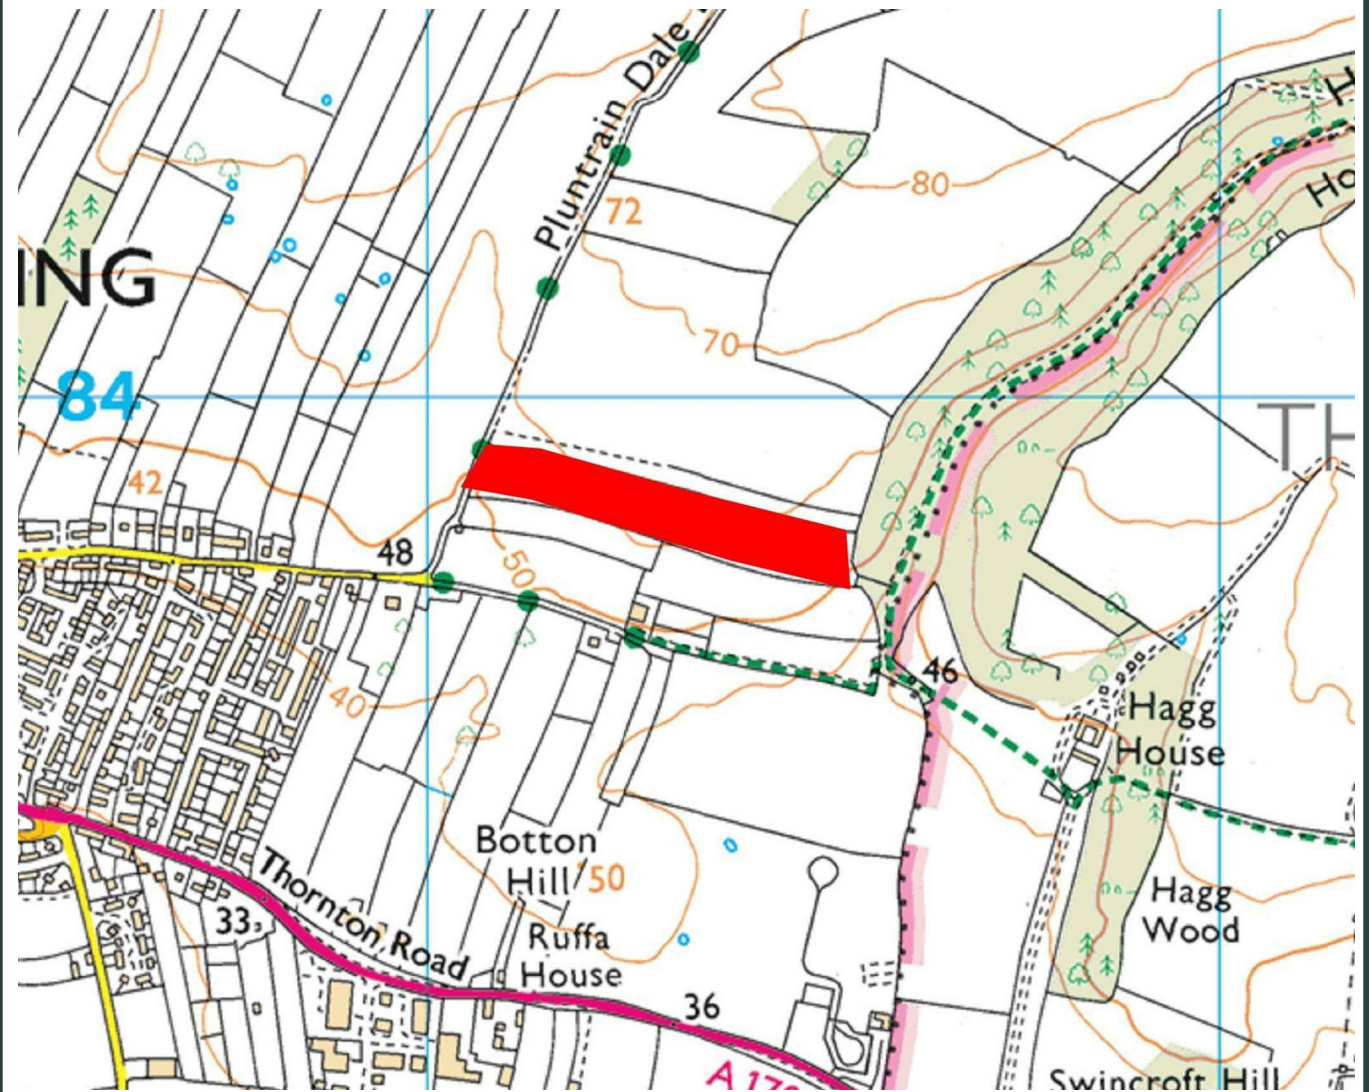 Pluntrain Dale
80
72
ING
70
84
TH
42
48
50
46
Hagg
House
40
Botton
Hill
50
Hagg
Wood
33
Thornton Road
Ruffa
House
36
Swincroft Hill